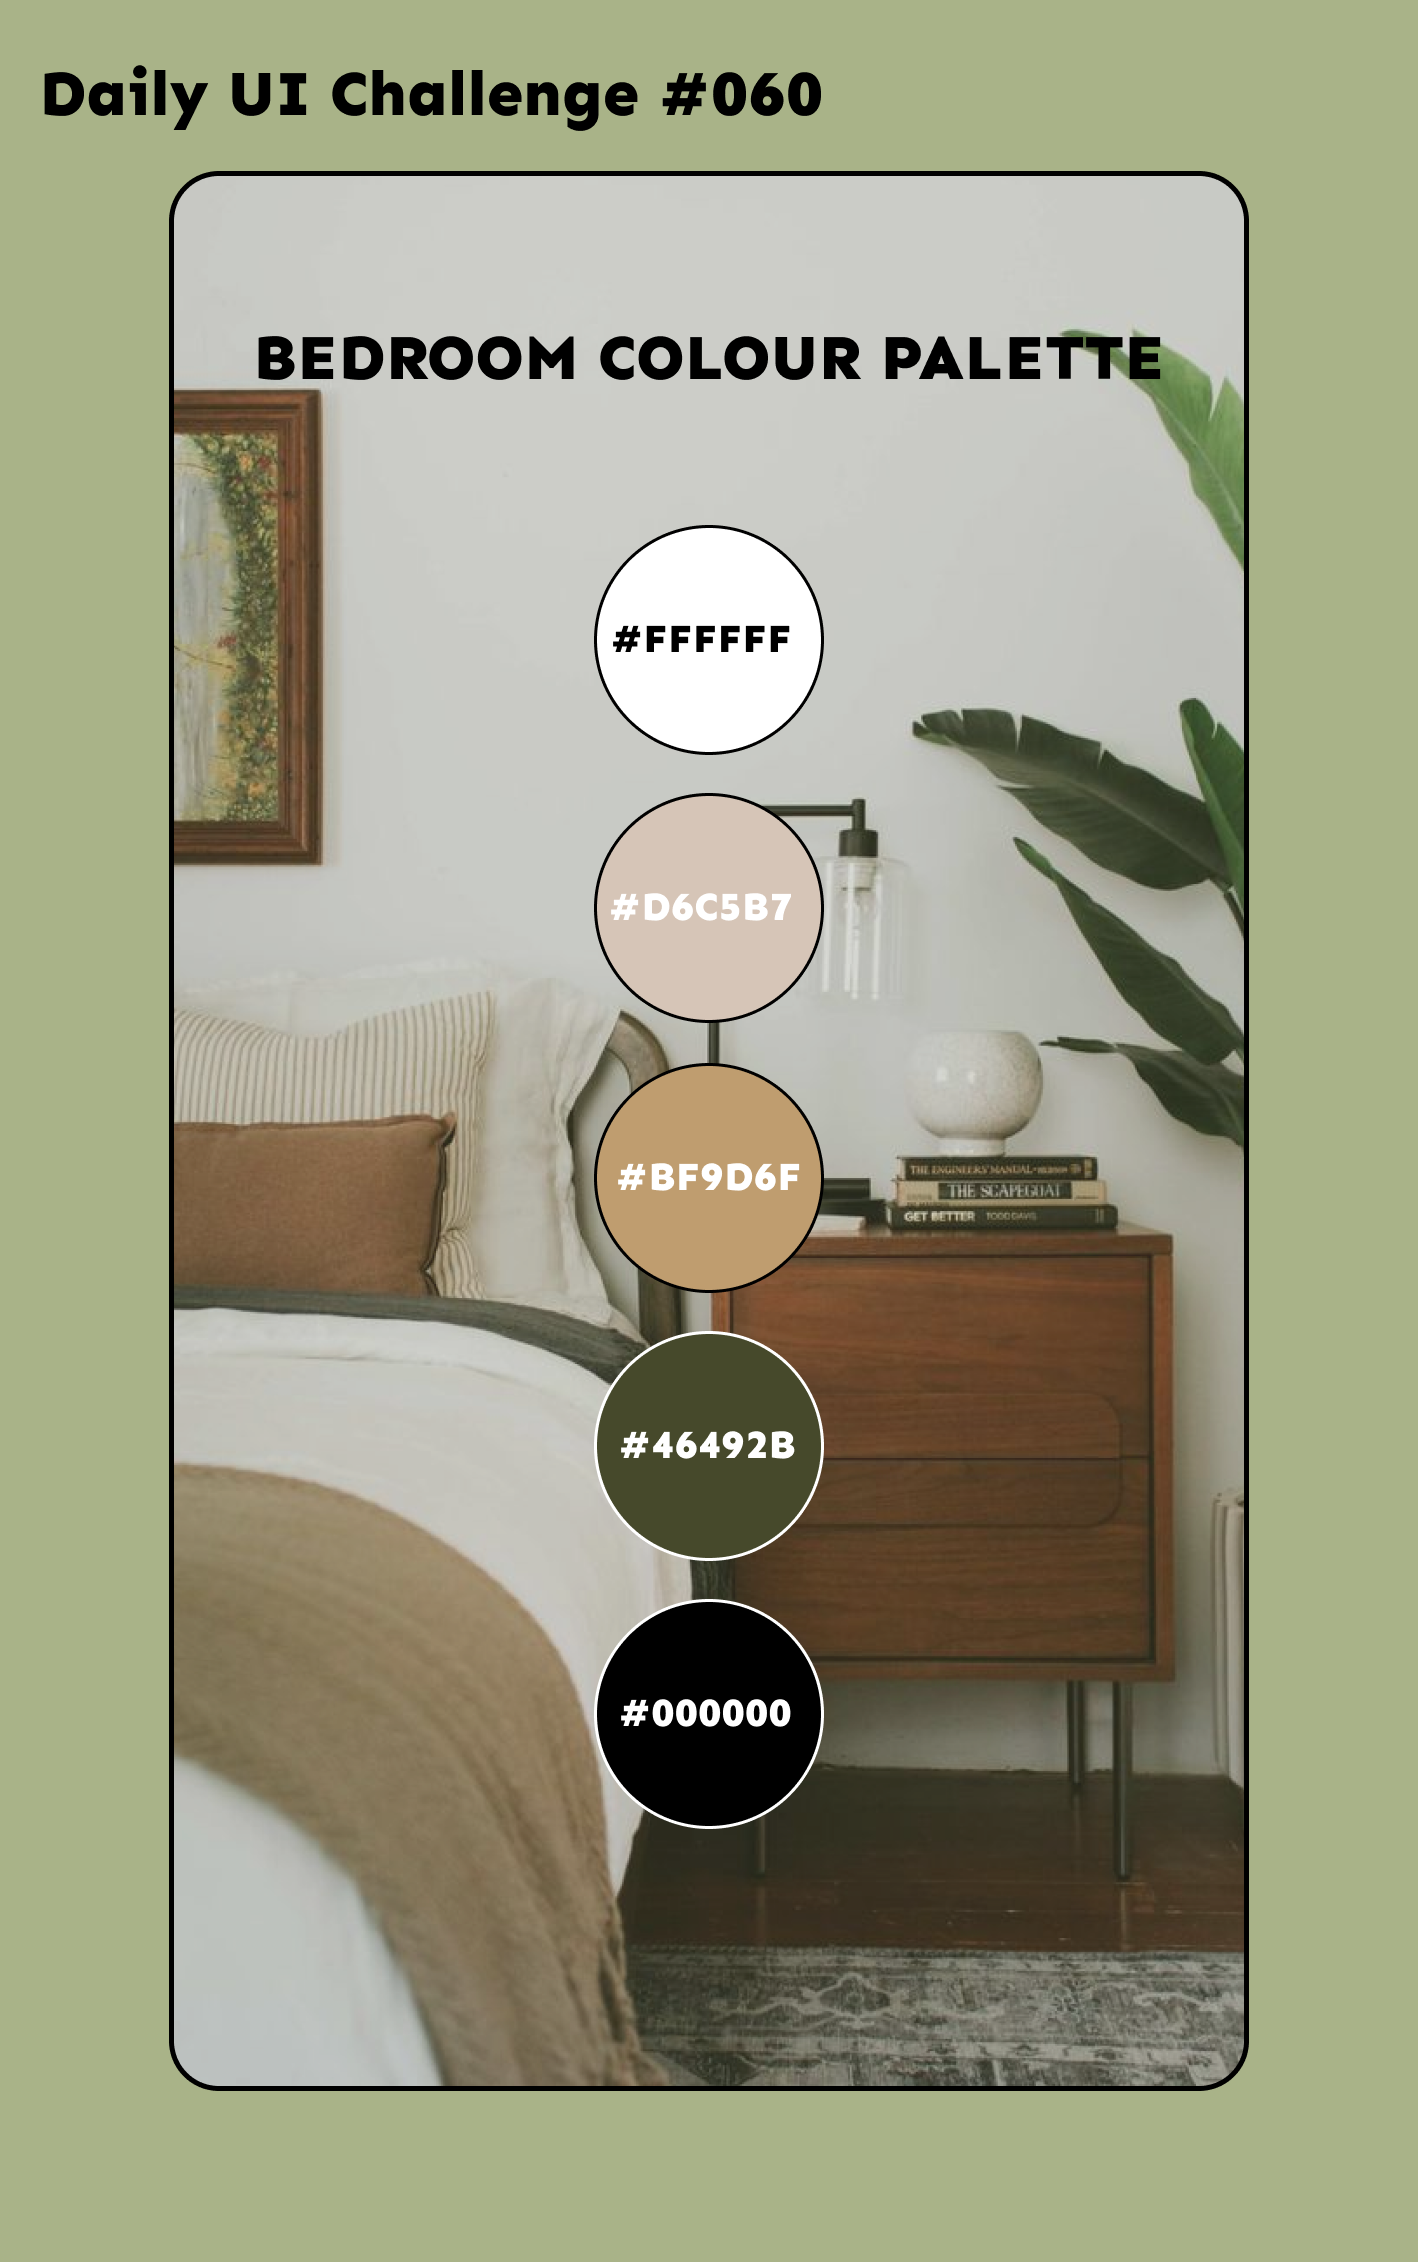 Daily UI Challenge #060
BEDROOM COLOUR PALETTE
#FFFFFF
#D6C5B7
#BF9D6F
THE ENGINEERS' MANUAL
THE SCAPEGOAT
GET BETTER TODD DAVIS
#46492B
#000000